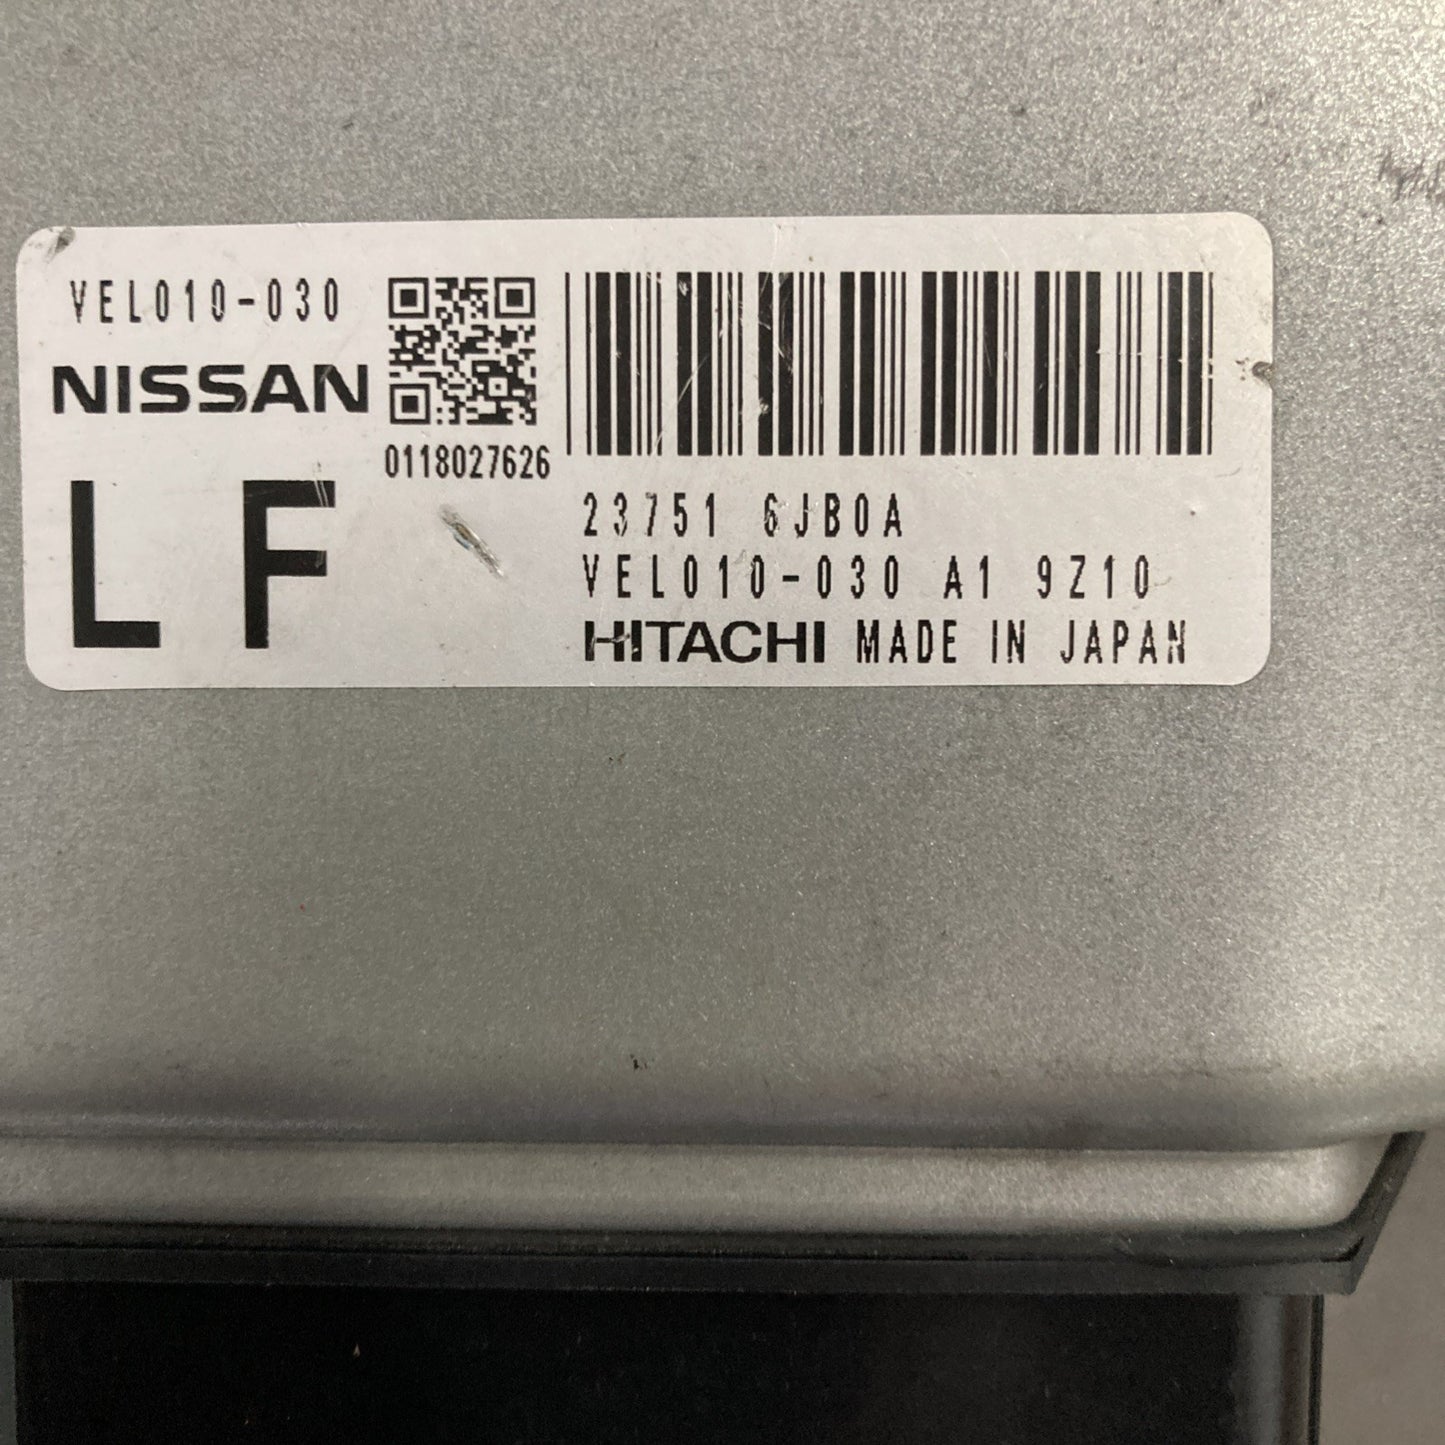 VEL010-030
NISSAN
0118027626
LF
23751 6JB0A
VEL010-030 A1 9Z10
HITACHI MADE IN JAPAN